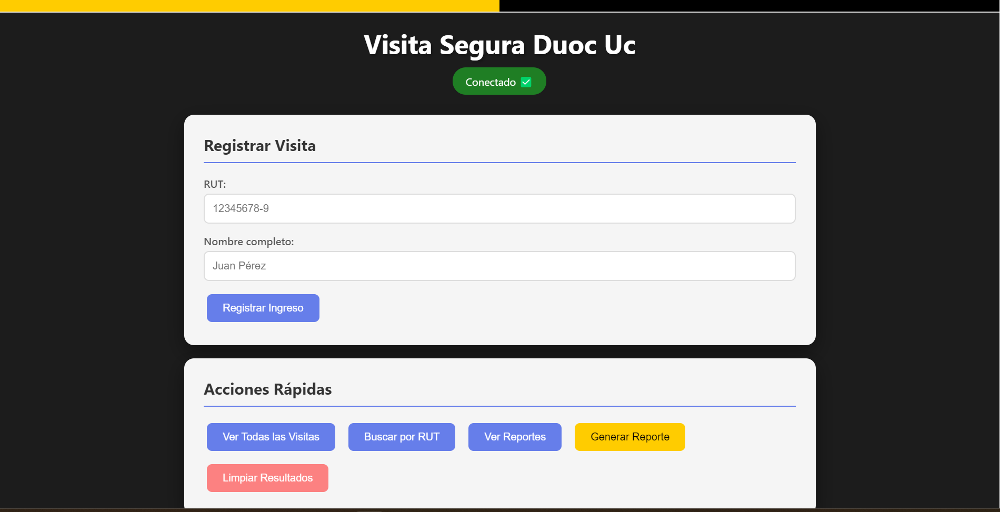 Visita Segura Duoc Uc
Conectado ✅
Registrar Visita
RUT:
12345678-9
Nombre completo:
Juan Pérez
Registrar Ingreso
Acciones Rápidas
Ver Todas las Visitas Buscar por RUT Ver Reportes Generar Reporte
Limpiar Resultados